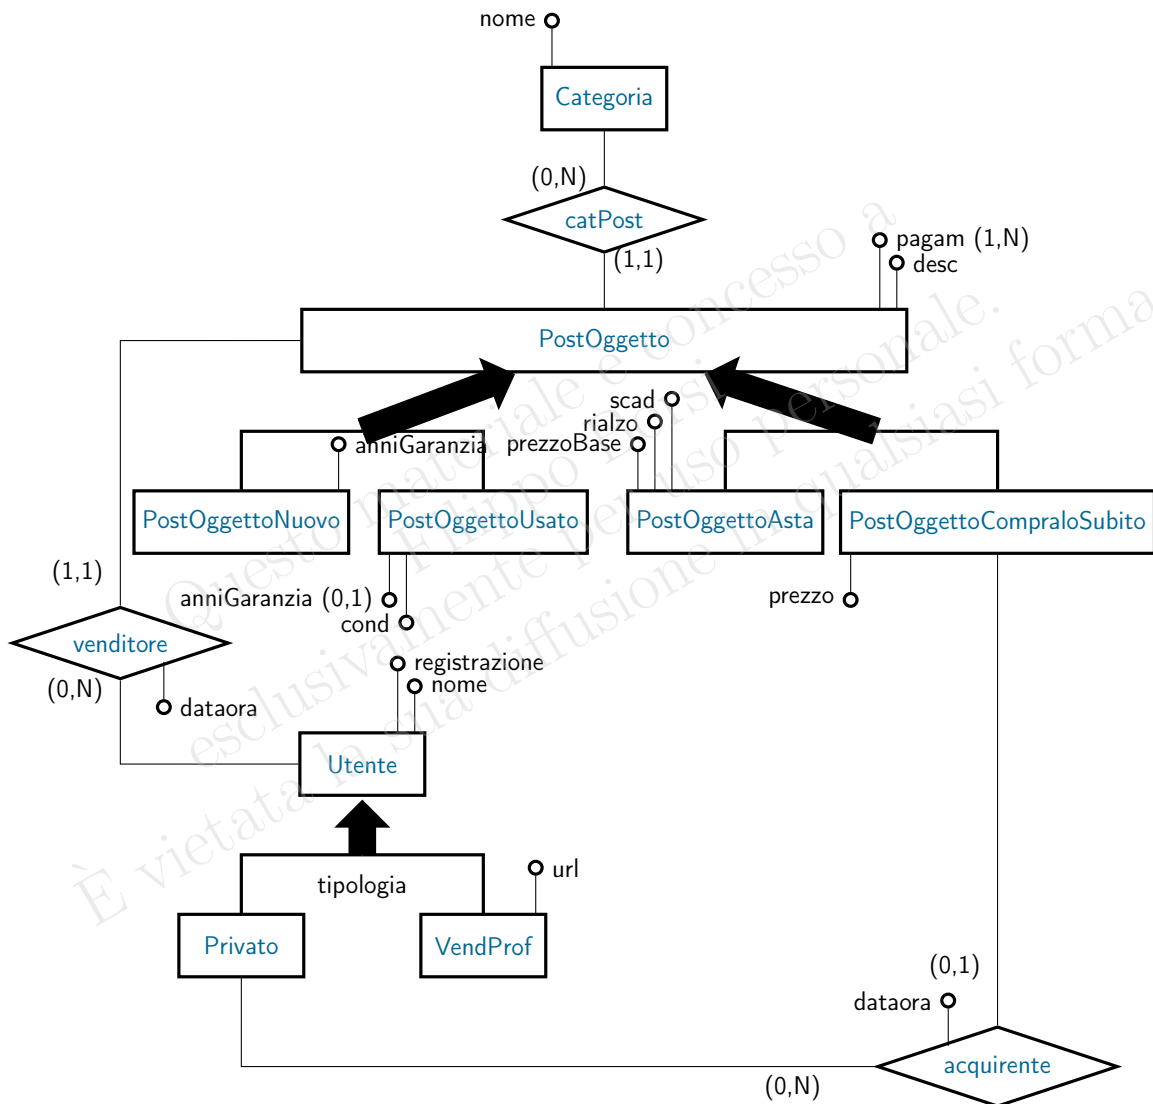 nome
Categoria
(0,N)
catPost
(1,1)
pagam (1,N)
desc
PostOggetto
scad
rialzo
prezzoBase
anniGaranzia
PostOggettoNuovo
PostOggettoUsato
PostOggettoAsta
PostOggettoCompraloSubito
(1,1)
anniGaranzia (0,1)
cond
prezzo
venditore
(0,N)
dataora
registrazione
nome
Utente
tipologia
url
Privato
VendProf
(0,1)
dataora
acquirente
(0,N)
Questo materiale è concesso a
Filippo Borsi
esclusivamente per uso personale.
È vietata la sua diffusione in qualsiasi forma